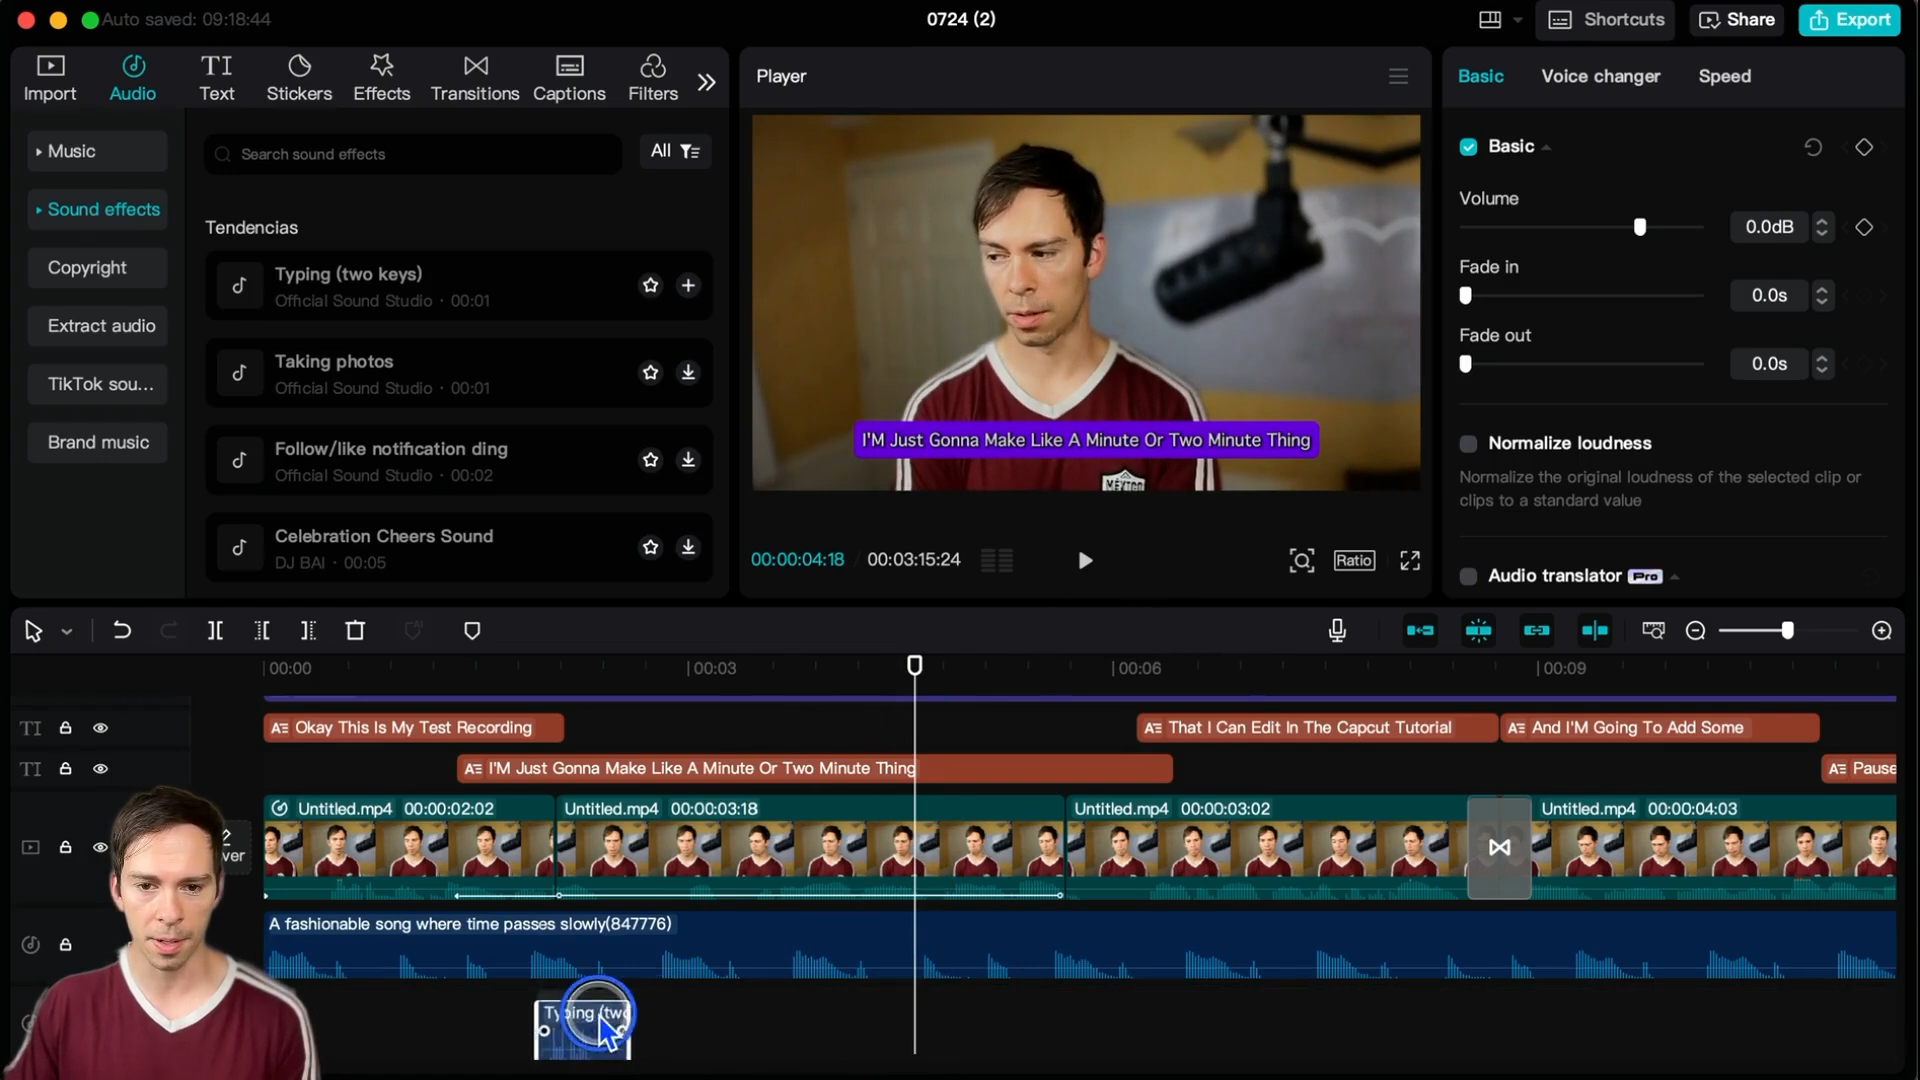 Auto saved: 09:18:44
0724 (2)
Shortcuts
Share
Export
Import
Audio
TI
Text
Stickers
Effects
Transitions
Captions
Filters
Music
Sound effects
Copyright
Extract audio
TikTok sou...
Brand music
Search sound effects
All
Tendencias
Typing (two keys)
Official Sound Studio · 00:01
Taking photos
Official Sound Studio · 00:01
Follow/like notification ding
Official Sound Studio · 00:02
Celebration Cheers Sound
DJ BAI · 00:05
Player
I'M Just Gonna Make Like A Minute Or Two Minute Thing
MEXICO
00:00:04:18 / 00:03:15:24
Ratio
Basic
Voice changer
Speed
Basic
Volume
0.0dB
Fade in
0.0s
Fade out
0.0s
Normalize loudness
Normalize the original loudness of the selected clip or
clips to a standard value
Audio translator Pro
00:00
00:03
00:06
00:09
TI
Okay This Is My Test Recording
That I Can Edit In The Capcut Tutorial
And I'M Going To Add Some
TI
I'M Just Gonna Make Like A Minute Or Two Minute Thing
Pause
Untitled.mp4 00:00:02:02
Untitled.mp4 00:00:03:18
Untitled.mp4 00:00:03:02
Untitled.mp4 00:00:04:03
ver
A fashionable song where time passes slowly(847776)
Typing (two